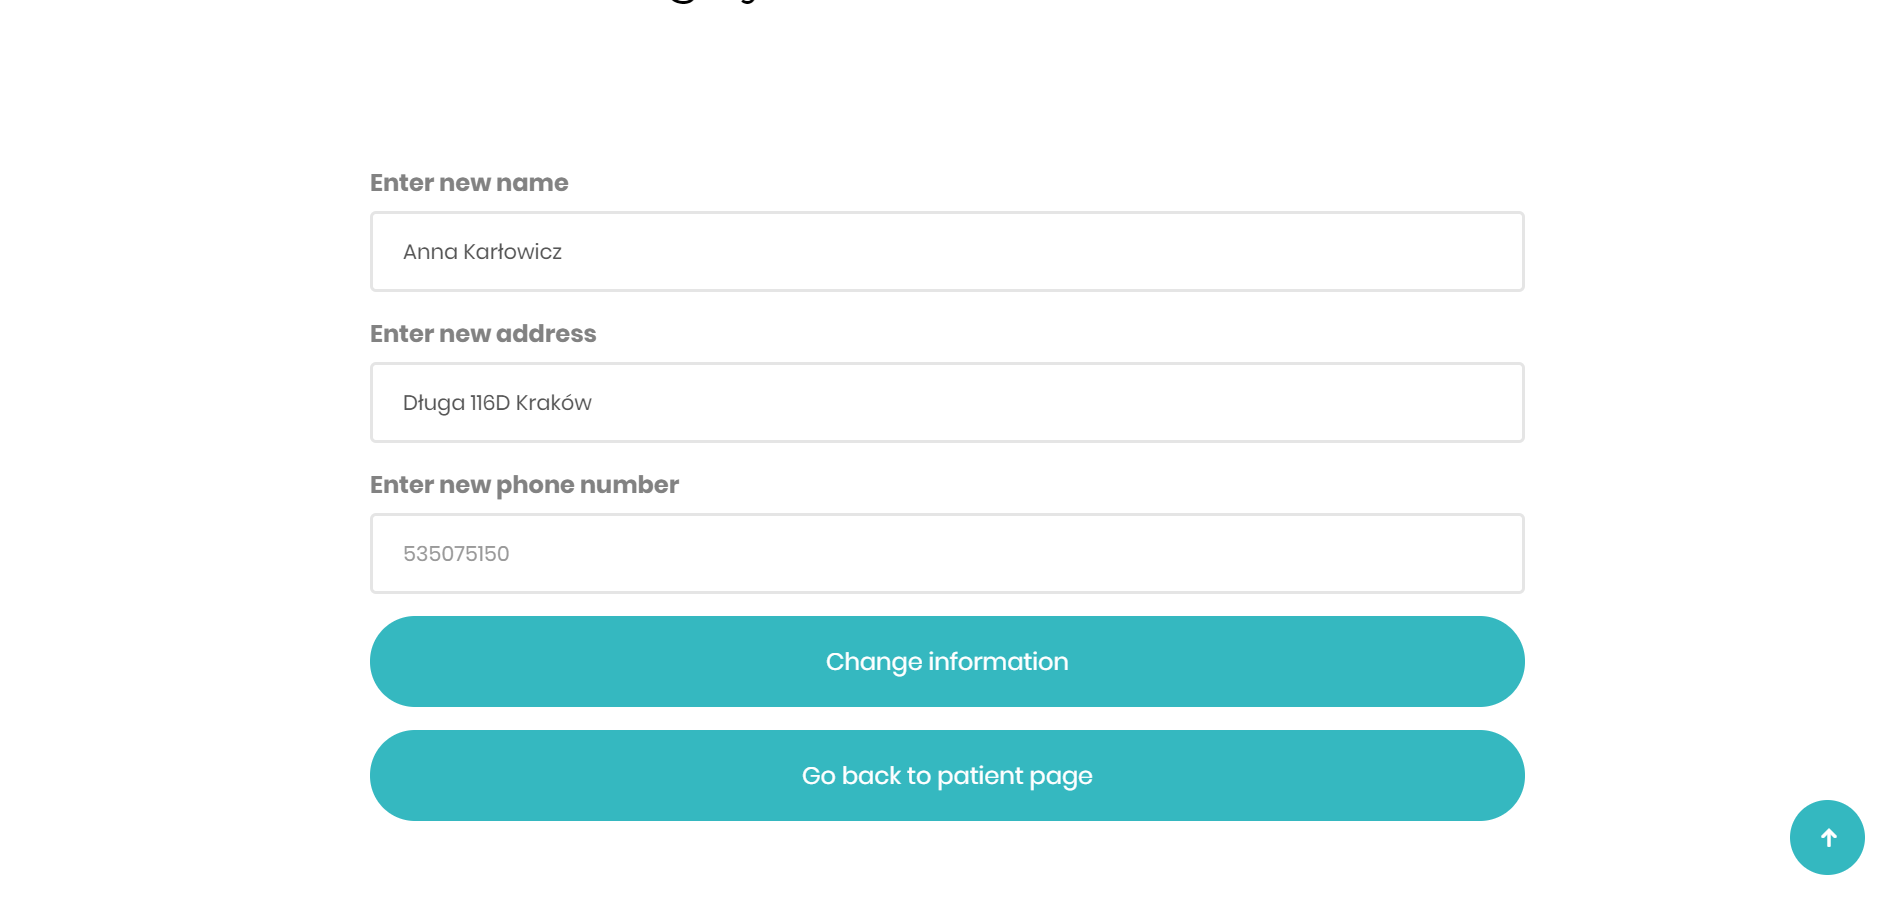 Enter new name
Anna Karłowicz
Enter new address
Długa 116D Kraków
Enter new phone number
535075150
Change information
Go back to patient page